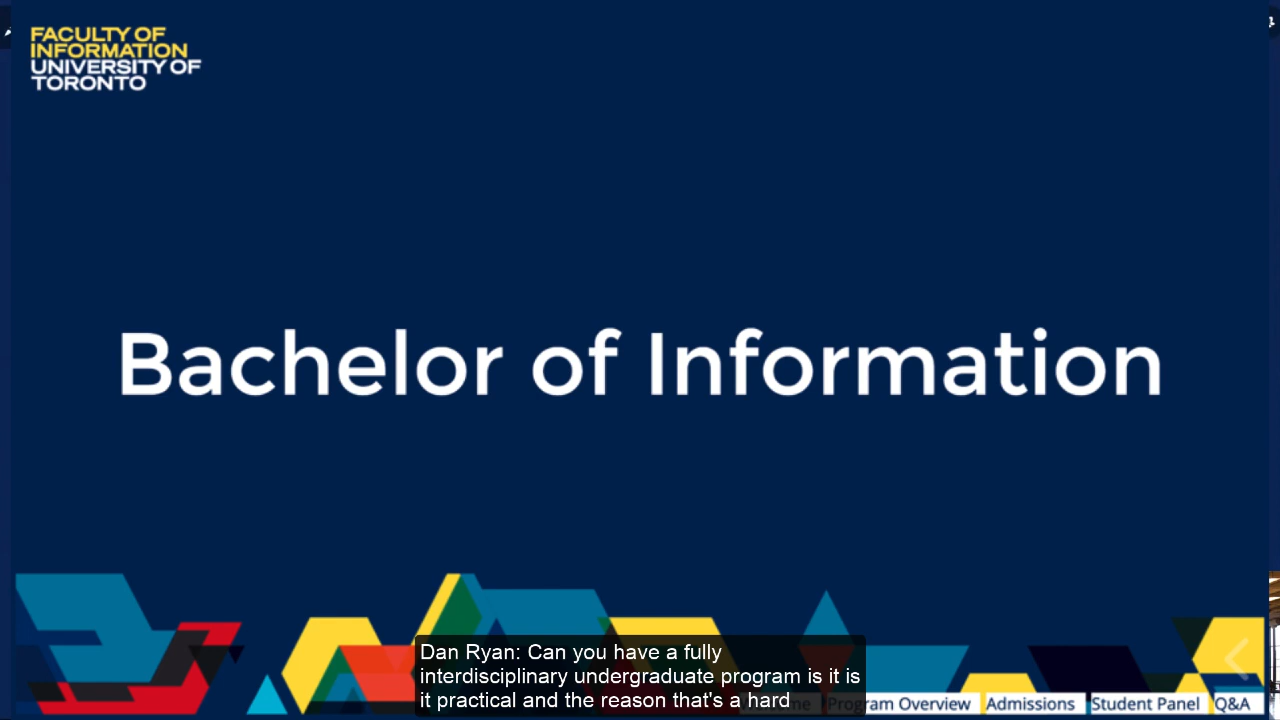 FACULTY OF
INFORMATION
UNIVERSITY OF
TORONTO
Bachelor of Information
Dan Ryan: Can you have a fully
interdisciplinary undergraduate program is it is
it practical and the reason that's a hard
Program Overview Admissions Student Panel Q&A